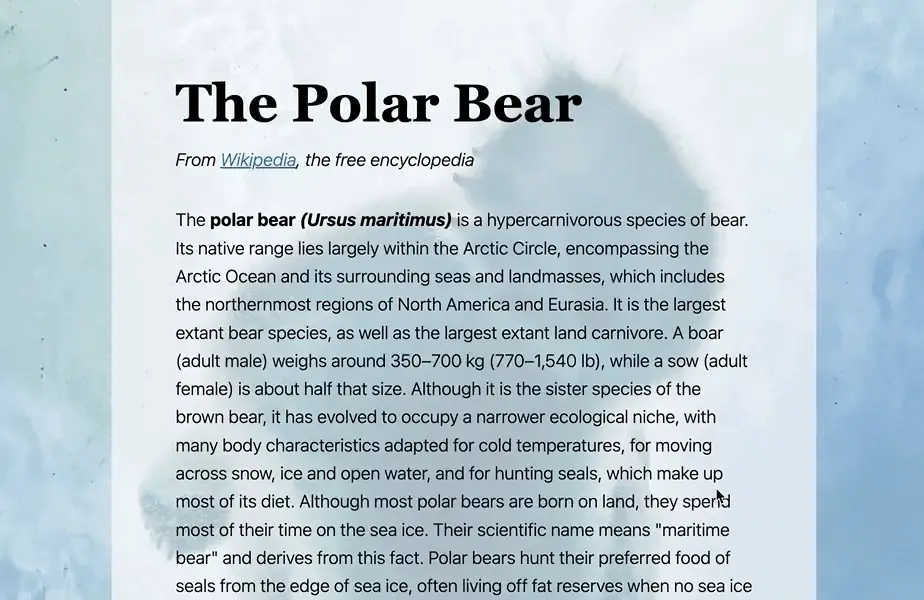 The Polar Bear
From Wikipedia, the free encyclopedia
The polar bear (Ursus maritimus) is a hypercarnivorous species of bear.
Its native range lies largely within the Arctic Circle, encompassing the
Arctic Ocean and its surrounding seas and landmasses, which includes
the northernmost regions of North America and Eurasia. It is the largest
extant bear species, as well as the largest extant land carnivore. A boar
(adult male) weighs around 350–700 kg (770–1,540 lb), while a sow (adult
female) is about half that size. Although it is the sister species of the
brown bear, it has evolved to occupy a narrower ecological niche, with
many body characteristics adapted for cold temperatures, for moving
across snow, ice and open water, and for hunting seals, which make up
most of its diet. Although most polar bears are born on land, they spend
most of their time on the sea ice. Their scientific name means "maritime
bear" and derives from this fact. Polar bears hunt their preferred food of
seals from the edge of sea ice, often living off fat reserves when no sea ice